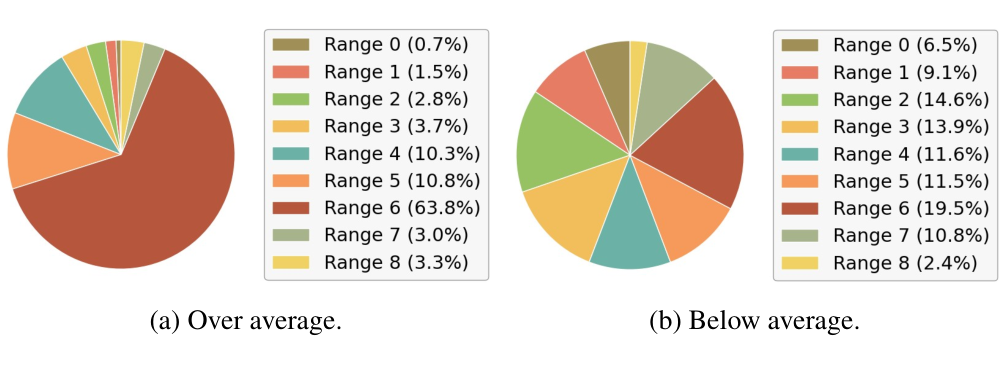 Range 0 (0.7%)
Range 1 (1.5%)
Range 2 (2.8%)
Range 3 (3.7%)
Range 4 (10.3%)
Range 5 (10.8%)
Range 6 (63.8%)
Range 7 (3.0%)
Range 8 (3.3%)
(a) Over average.
Range 0 (6.5%)
Range 1 (9.1%)
Range 2 (14.6%)
Range 3 (13.9%)
Range 4 (11.6%)
Range 5 (11.5%)
Range 6 (19.5%)
Range 7 (10.8%)
Range 8 (2.4%)
(b) Below average.